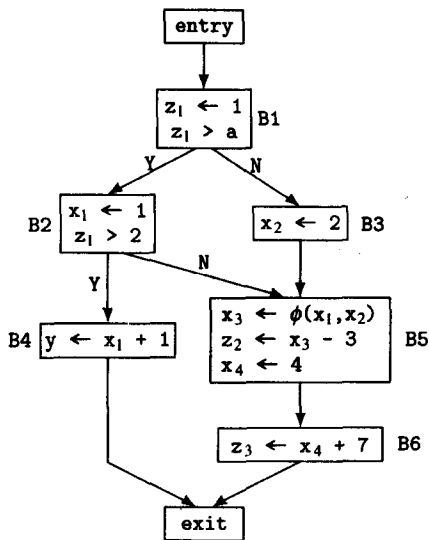 entry
z₁ ← 1
z₁ > a
B1
Y
N
B2
x₁ ← 1
z₁ > 2
x₂ ← 2
B3
N
Y
B4
y ← x₁ + 1
x₃ ← ϕ(x₁,x₂)
z₂ ← x₃ - 3
x₄ ← 4
B5
z₃ ← x₄ + 7
B6
exit